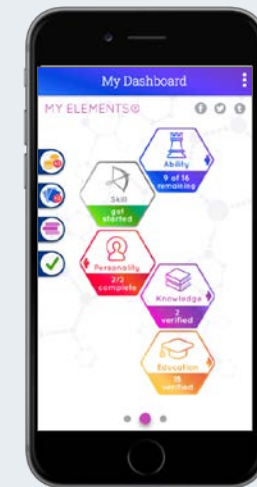 My Dashboard
MY ELEMENTS®
Ability
9 of 16
remaining
Skill
get
started
Personality
2/2
complete
Knowledge
2
verified
Education
15
verified